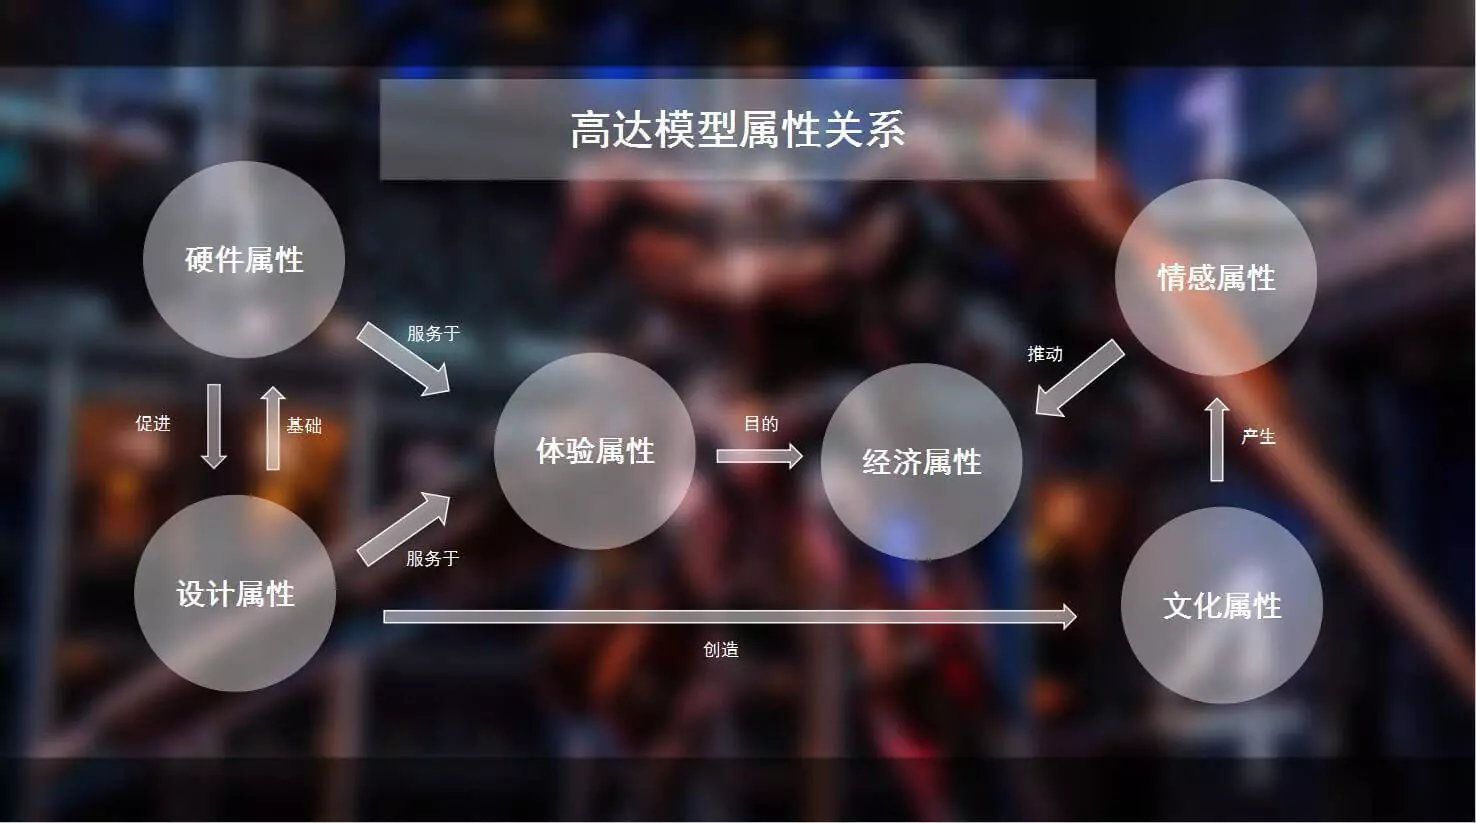 高达模型属性关系
硬件属性
情感属性
服务于
推动
促进
基础
体验属性
目的
经济属性
产生
服务于
设计属性
文化属性
创造